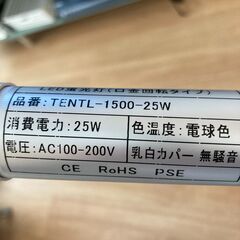 LED蛍光灯(口金回転タイプ)
品番:TENTL-1500-25W
消費電力:25W 色温度:電球色
電圧:AC100-200V 乳白カバー 無騒音
CE RoHS PSE